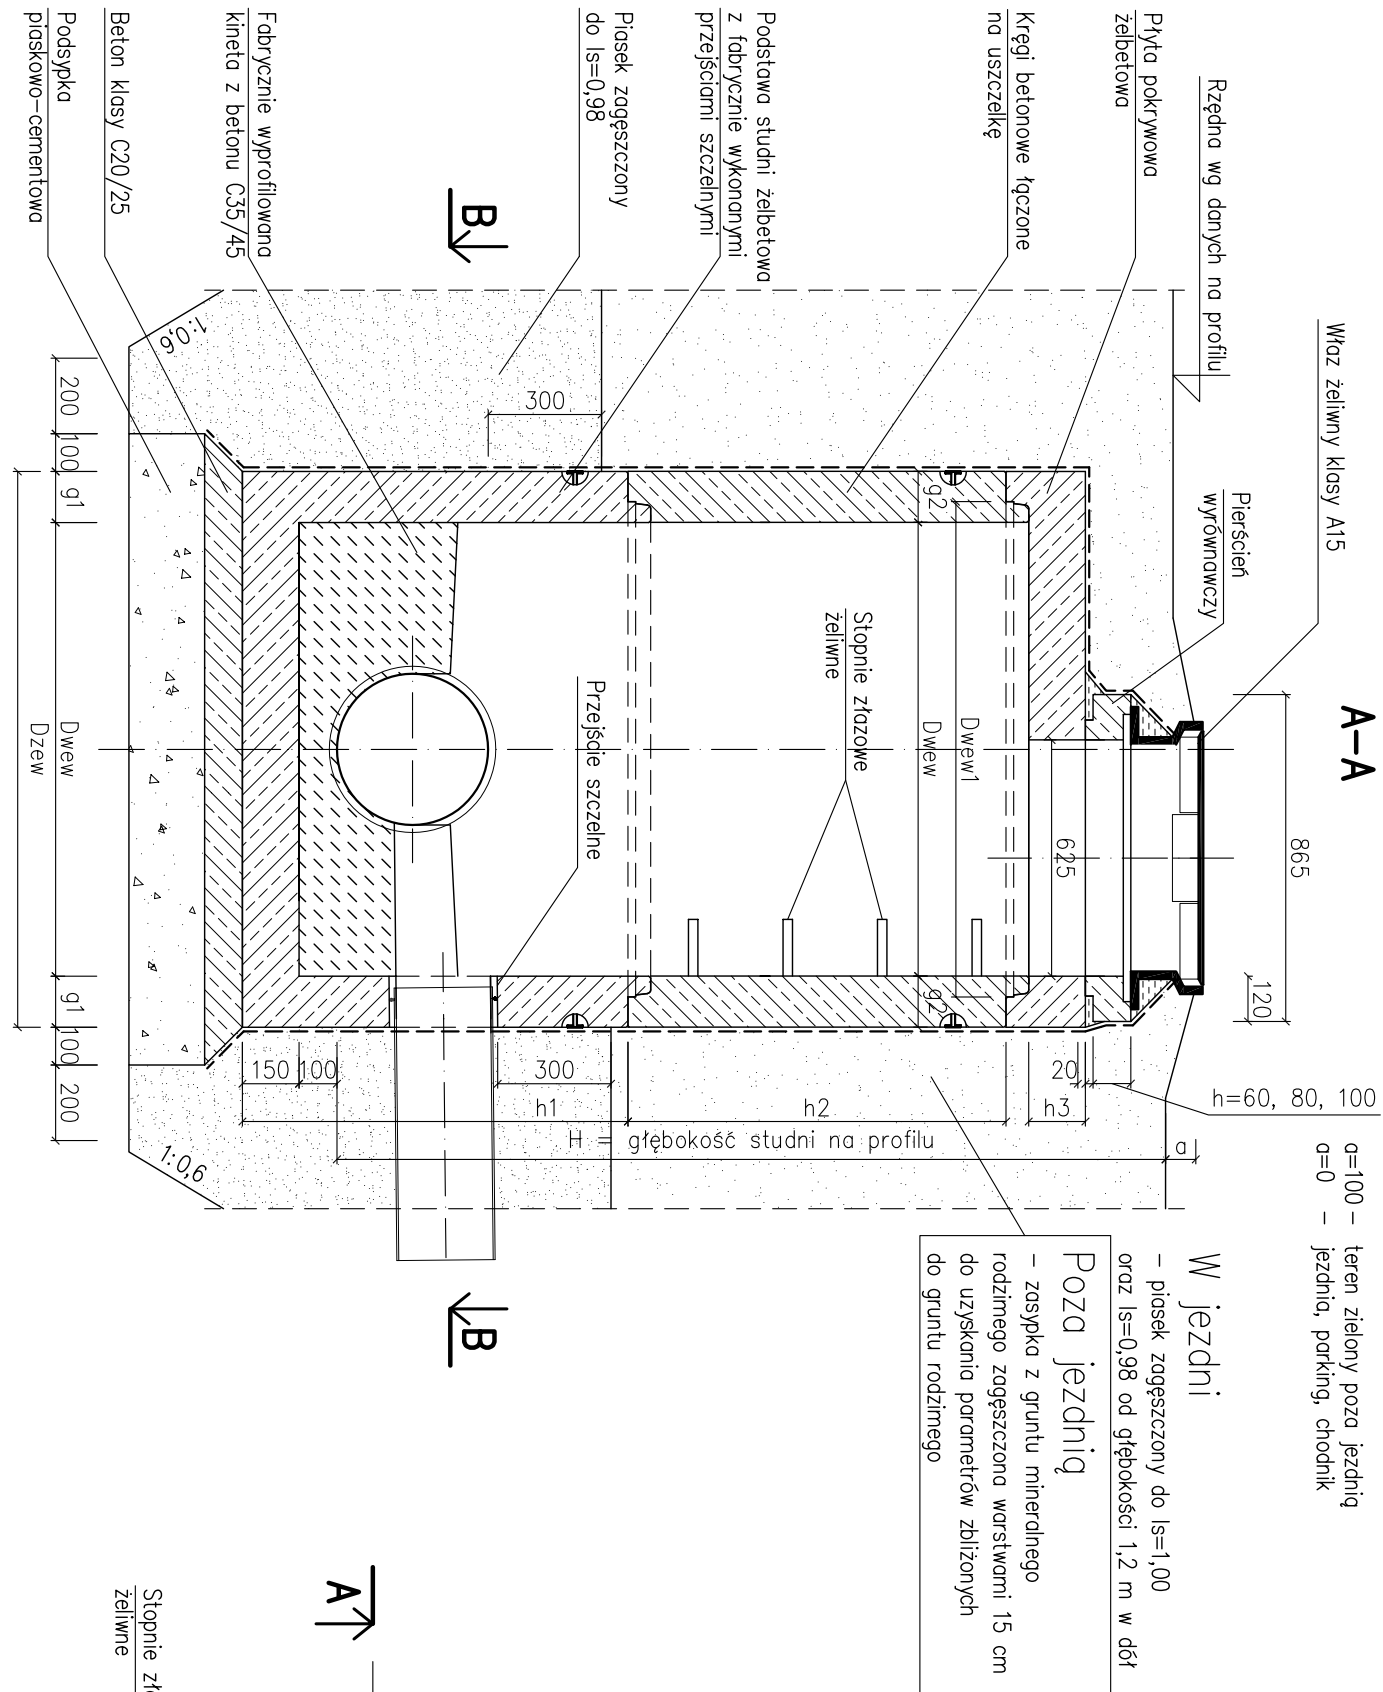 A-A
Właz żeliwny klasy A15
Pierścień
wyrównawczy
Rzędna wg danych na profilu
Płyta pokrywowa
żelbetowa
Kręgi betonowe łączone
na uszczelkę
Podstawa studni żelbetowa
z fabrycznie wykonanymi
przejściami szczelnymi
Piasek zagęszczony
do Is=0,98
B
Fabrycznie wyprofilowana
kineta z betonu C35/45
Beton klasy C20/25
Podsypka
piaskowo-cementowa
865
120
625
h=60, 80, 100
a=100 - teren zielony poza jezdnią
a=0 - jezdnia, parking, chodnik
W jezdni
- piasek zagęszczony do Is=1,00
oraz Is=0,98 od głębokości 1,2 m w dół
Poza jezdnią
- zasypka z gruntu mineralnego
rodzimego zagęszczona warstwami 15 cm
do uzyskania parametrów zbliżonych
do gruntu rodzimego
Stopnie złazowe
żeliwne
Przejście szczelne
g2
Dwew1
Dwew
g2
300
1:0,6
20
a
h3
h2
h1
H = głębokość studni na profilu
300
100
150
1:0,6
200
100
g1
Dwew
g1
100
200
Dzew
B
A
Stopnie
żeliwne